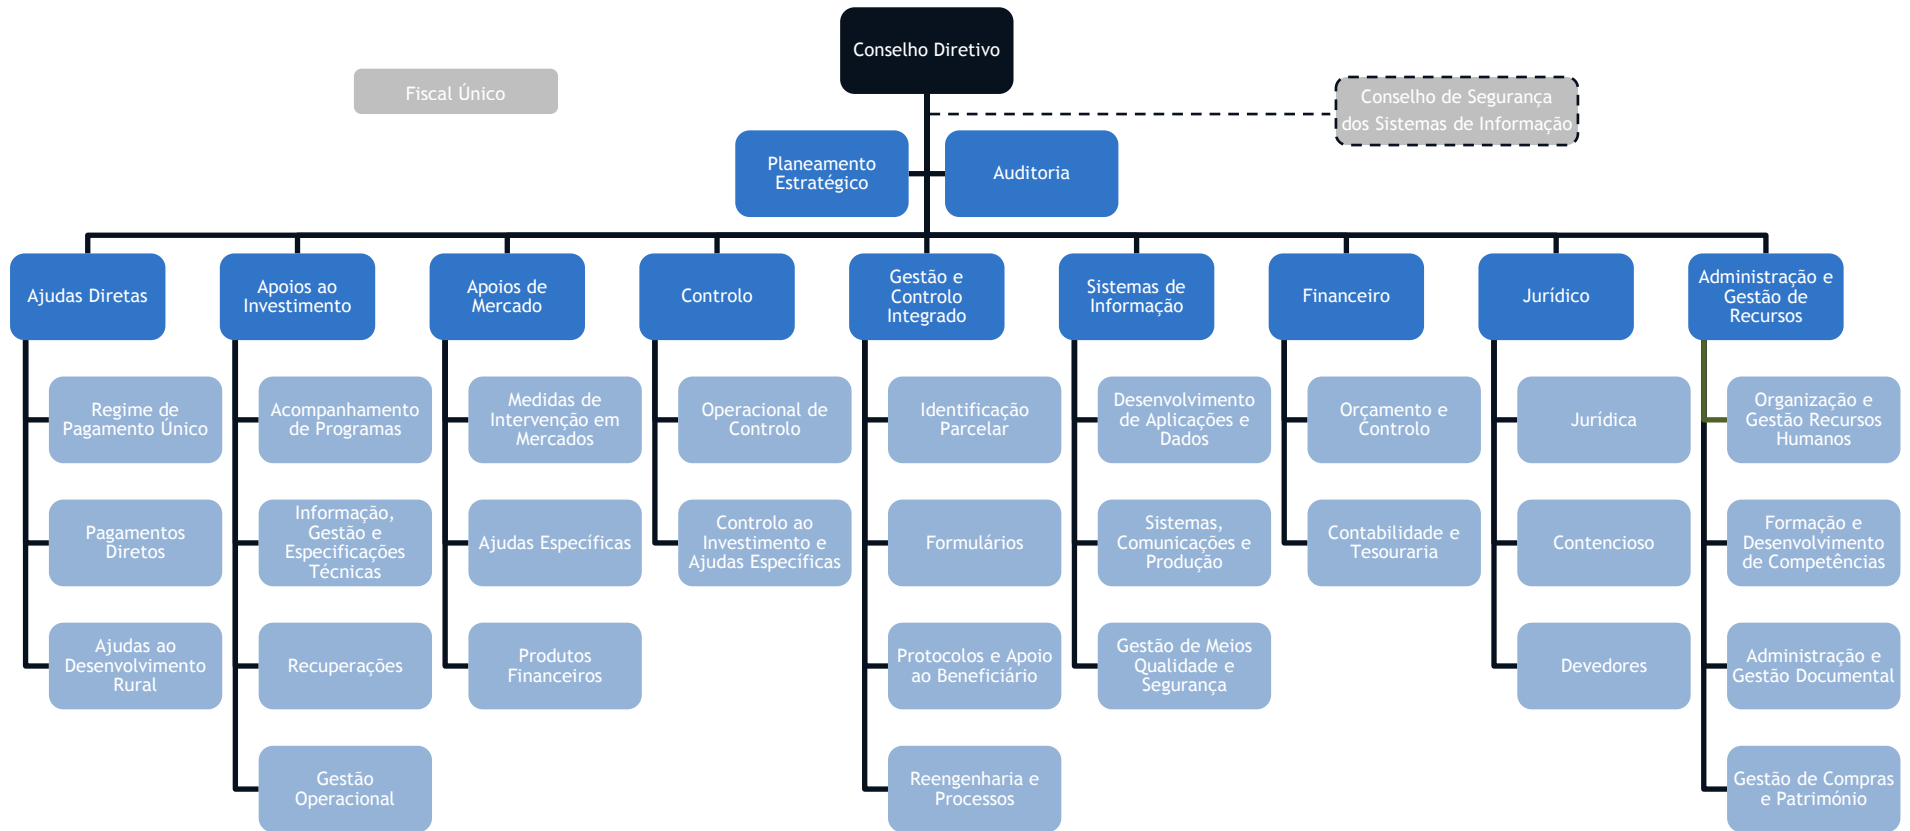 Conselho Diretivo
Fiscal Único
Conselho de Segurança
dos Sistemas de Informação
Planeamento
Estratégico
Auditoria
Ajudas Diretas
Apoios ao
Investimento
Apoios de
Mercado
Controlo
Gestão e
Controlo
Integrado
Sistemas de
Informação
Financeiro
Jurídico
Administração e
Gestão de
Recursos
Regime de
Pagamento Único
Acompanhamento
de Programas
Medidas de
Intervenção em
Mercados
Operacional de
Controlo
Identificação
Parcelar
Desenvolvimento
de Aplicações e
Dados
Orçamento e
Controlo
Jurídica
Organização e
Gestão Recursos
Humanos
Pagamentos
Diretos
Informação,
Gestão e
Especificações
Técnicas
Ajudas Específicas
Controlo ao
Investimento e
Ajudas Específicas
Formulários
Sistemas,
Comunicações e
Produção
Contabilidade e
Tesouraria
Contencioso
Formação e
Desenvolvimento
de Competências
Ajudas ao
Desenvolvimento
Rural
Recuperações
Produtos
Financeiros
Protocolos e Apoio
ao Beneficiário
Gestão de Meios
Qualidade e
Segurança
Devedores
Administração e
Gestão Documental
Gestão
Operacional
Reengenharia e
Processos
Gestão de Compras
e Património